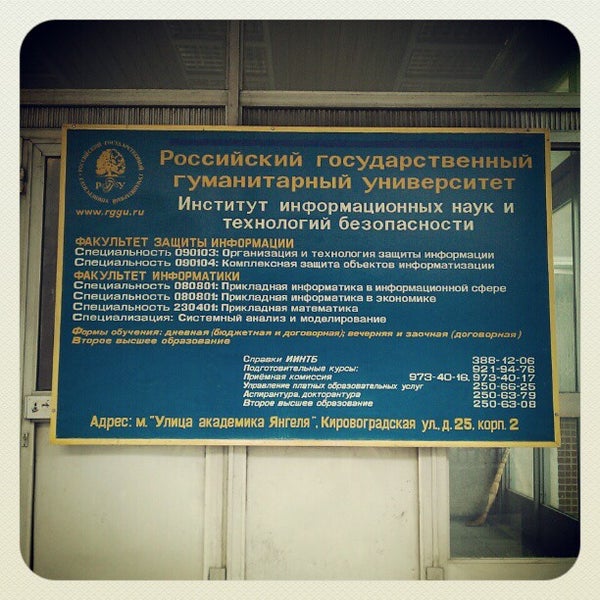 РОССИЙСКИЙ ГОСУДАРСТВЕННЫЙ ГУМАНИТАРНЫЙ УНИВЕРСИТЕТ
РГГУ
www.rggu.ru
Российский государственный
гуманитарный университет
Институт информационных наук и
технологий безопасности
ФАКУЛЬТЕТ ЗАЩИТЫ ИНФОРМАЦИИ
Специальность 090103: Организация и технология защиты информации
Специальность 090104: Комплексная защита объектов информатизации
ФАКУЛЬТЕТ ИНФОРМАТИКИ
Специальность 080801: Прикладная информатика в информационной сфере
Специальность 080801: Прикладная информатика в экономике
Специальность 230401: Прикладная математика
Специализация: Системный анализ и моделирование
Формы обучения: дневная (бюджетная и договорная); вечерняя и заочная (договорная)
Второе высшее образование
Справки ИИНТБ 388-12-06
Подготовительные курсы: 921-94-76
Приёмная комиссия 973-40-16, 973-40-17
Управление платных образовательных услуг 250-66-25
Аспирантура, докторантура 250-63-79
Второе высшее образование 250-63-08
Адрес: м. "Улица академика Янгеля", Кировоградская ул., д. 25, корп. 2